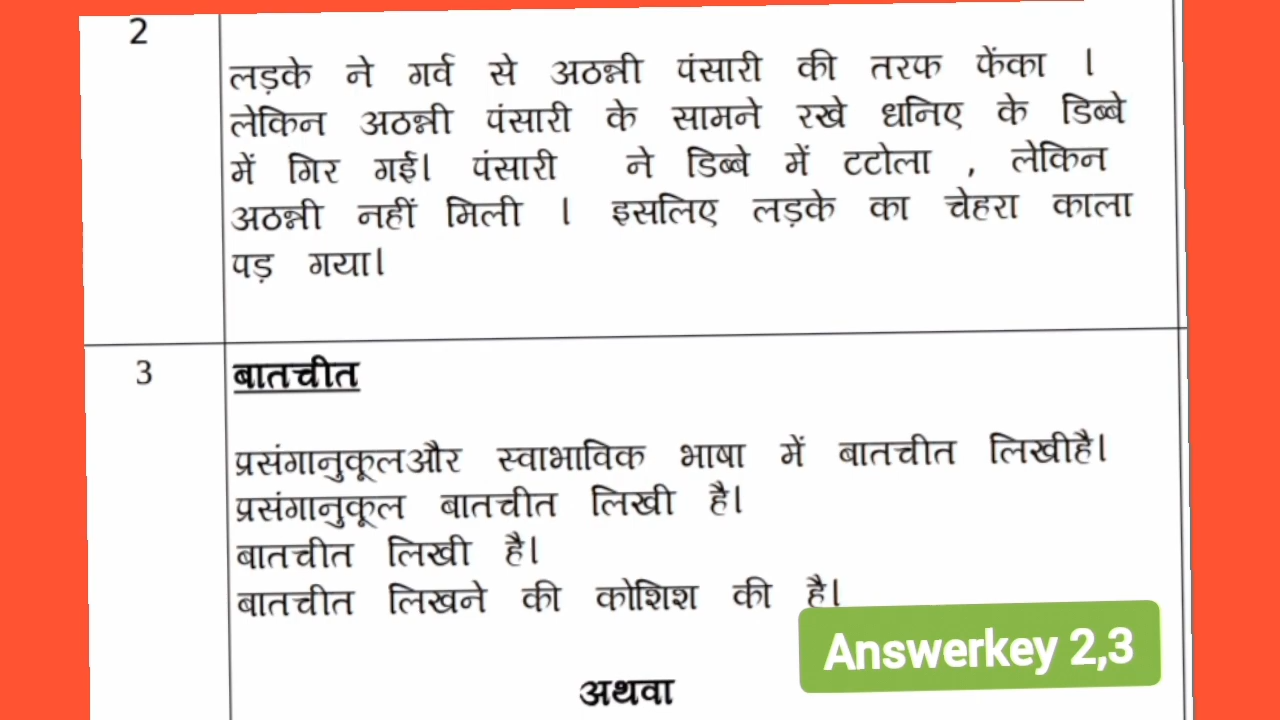 2
लड़के ने गर्व से अठन्नी पंसारी की तरफ फेंका ।
लेकिन अठन्नी पंसारी के सामने रखे धनिए के डिब्बे
में गिर गई। पंसारी ने डिब्बे में टटोला , लेकिन
अठन्नी नहीं मिली । इसलिए लड़के का चेहरा काला
पड़ गया।
3
बातचीत
प्रसंगानुकूलऔर स्वाभाविक भाषा में बातचीत लिखीहै।
प्रसंगानुकूल बातचीत लिखी है।
बातचीत लिखी है।
बातचीत लिखने की कोशिश की है।
Answerkey 2,3
अथवा